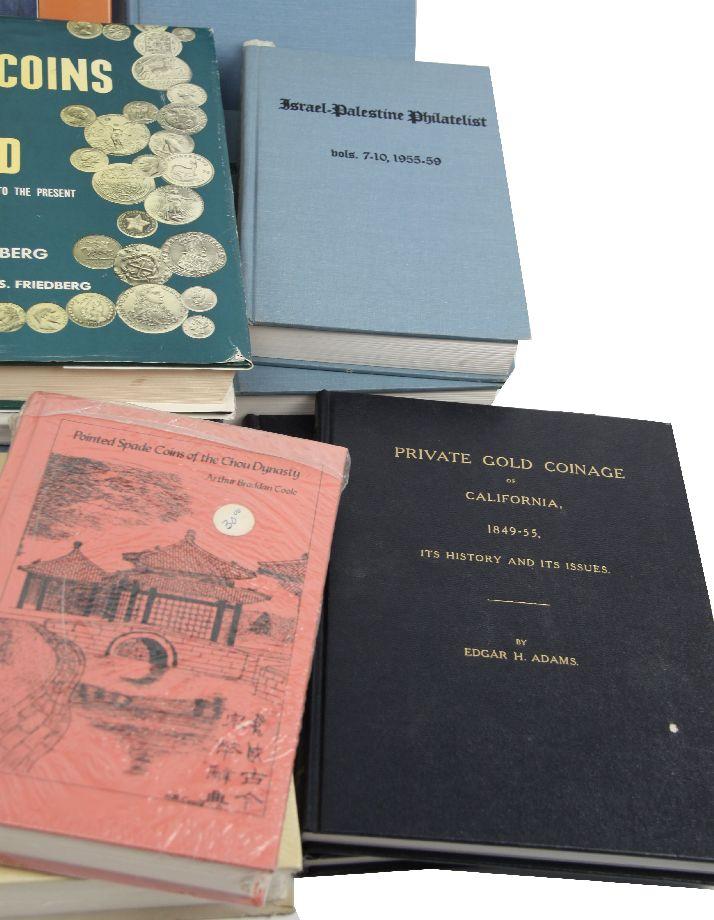 COINS
D
TO THE PRESENT
BERG
S. FRIEDBERG
Israel-Palestine Philatelist
vols. 7-10, 1955-59
Pointed Spade Coins of the Chou Dynasty
Arthur Braddan Coole
30.00
PRIVATE GOLD COINAGE
OF
CALIFORNIA,
1849-55,
ITS HISTORY AND ITS ISSUES.
BY
EDGAR H. ADAMS.